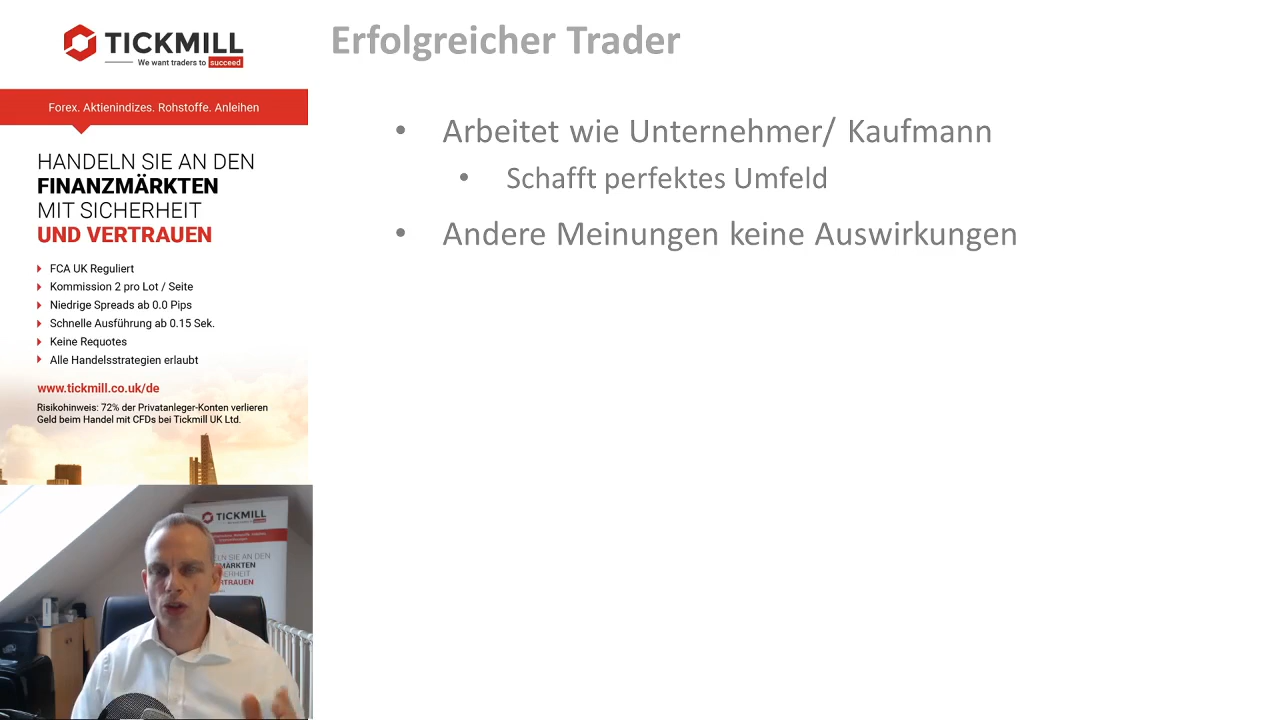 TICKMILL
We want traders to succeed
Forex. Aktienindizes. Rohstoffe. Anleihen
HANDELN SIE AN DEN
FINANZMÄRKTEN
MIT SICHERHEIT
UND VERTRAUEN
FCA UK Reguliert
Kommission 2 pro Lot / Seite
Niedrige Spreads ab 0.0 Pips
Schnelle Ausführung ab 0.15 Sek.
Keine Requotes
Alle Handelsstrategien erlaubt
www.tickmill.co.uk/de
Risikohinweis: 72% der Privatanleger-Konten verlieren
Geld beim Handel mit CFDs bei Tickmill UK Ltd.
Erfolgreicher Trader
• Arbeitet wie Unternehmer/ Kaufmann
• Schafft perfektes Umfeld
• Andere Meinungen keine Auswirkungen
TICKMILL